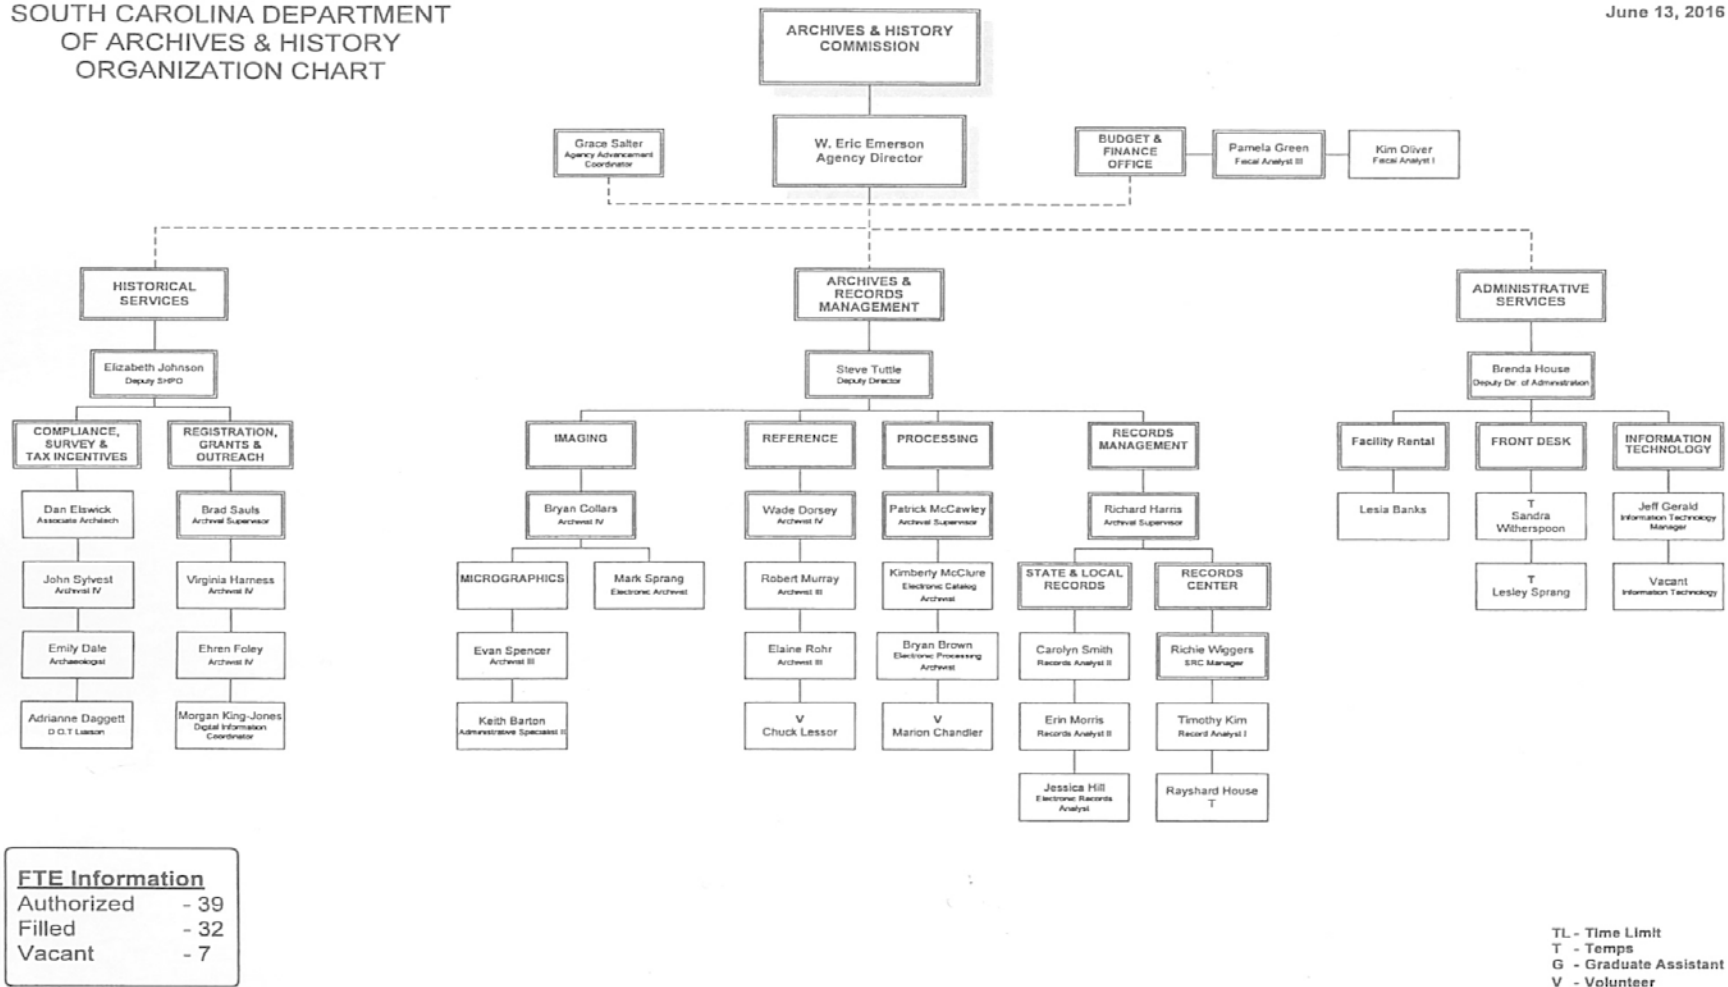 SOUTH CAROLINA DEPARTMENT
OF ARCHIVES & HISTORY
ORGANIZATION CHART
June 13, 2016
ARCHIVES & HISTORY
COMMISSION
W. Eric Emerson
Agency Director
Grace Salter
Agency Advancement
Coordinator
BUDGET &
FINANCE
OFFICE
Pamela Green
Fiscal Analyst III
Kim Oliver
Fiscal Analyst I
HISTORICAL
SERVICES
Elizabeth Johnson
Deputy SHPO
COMPLIANCE,
SURVEY &
TAX INCENTIVES
Dan Elswick
Associate Architech
John Sylvest
Archivist IV
Emily Dale
Archaeologist
Adrianne Daggett
D.O.T Liaison
REGISTRATION,
GRANTS &
OUTREACH
Brad Sauls
Archival Supervisor
Virginia Harness
Archivist IV
Ehren Foley
Archivist IV
Morgan King-Jones
Digital Information
Coordinator
ARCHIVES &
RECORDS
MANAGEMENT
Steve Tuttle
Deputy Director
IMAGING
Bryan Collars
Archivist IV
MICROGRAPHICS
Evan Spencer
Archivist III
Keith Barton
Administrative Specialist II
Mark Sprang
Electronic Archivist
REFERENCE
Wade Dorsey
Archivist IV
Robert Murray
Archivist III
Elaine Rohr
Archivist III
V
Chuck Lessor
PROCESSING
Patrick McCawley
Archival Supervisor
Kimberly McClure
Electronic Catalog
Archivist
Bryan Brown
Electronic Processing
Archivist
V
Marion Chandler
RECORDS
MANAGEMENT
Richard Harris
Archival Supervisor
STATE & LOCAL
RECORDS
Carolyn Smith
Records Analyst II
Erin Morris
Records Analyst II
Jessica Hill
Electronic Records
Analyst
RECORDS
CENTER
Richie Wiggers
SRC Manager
Timothy Kim
Record Analyst I
Rayshard House
T
ADMINISTRATIVE
SERVICES
Brenda House
Deputy Dir. of Administration
Facility Rental
Lesia Banks
FRONT DESK
T
Sandra
Witherspoon
T
Lesley Sprang
INFORMATION
TECHNOLOGY
Jeff Gerald
Information Technology
Manager
Vacant
Information Technology
FTE Information
Authorized - 39
Filled - 32
Vacant - 7
TL - Time Limit
T - Temps
G - Graduate Assistant
V - Volunteer